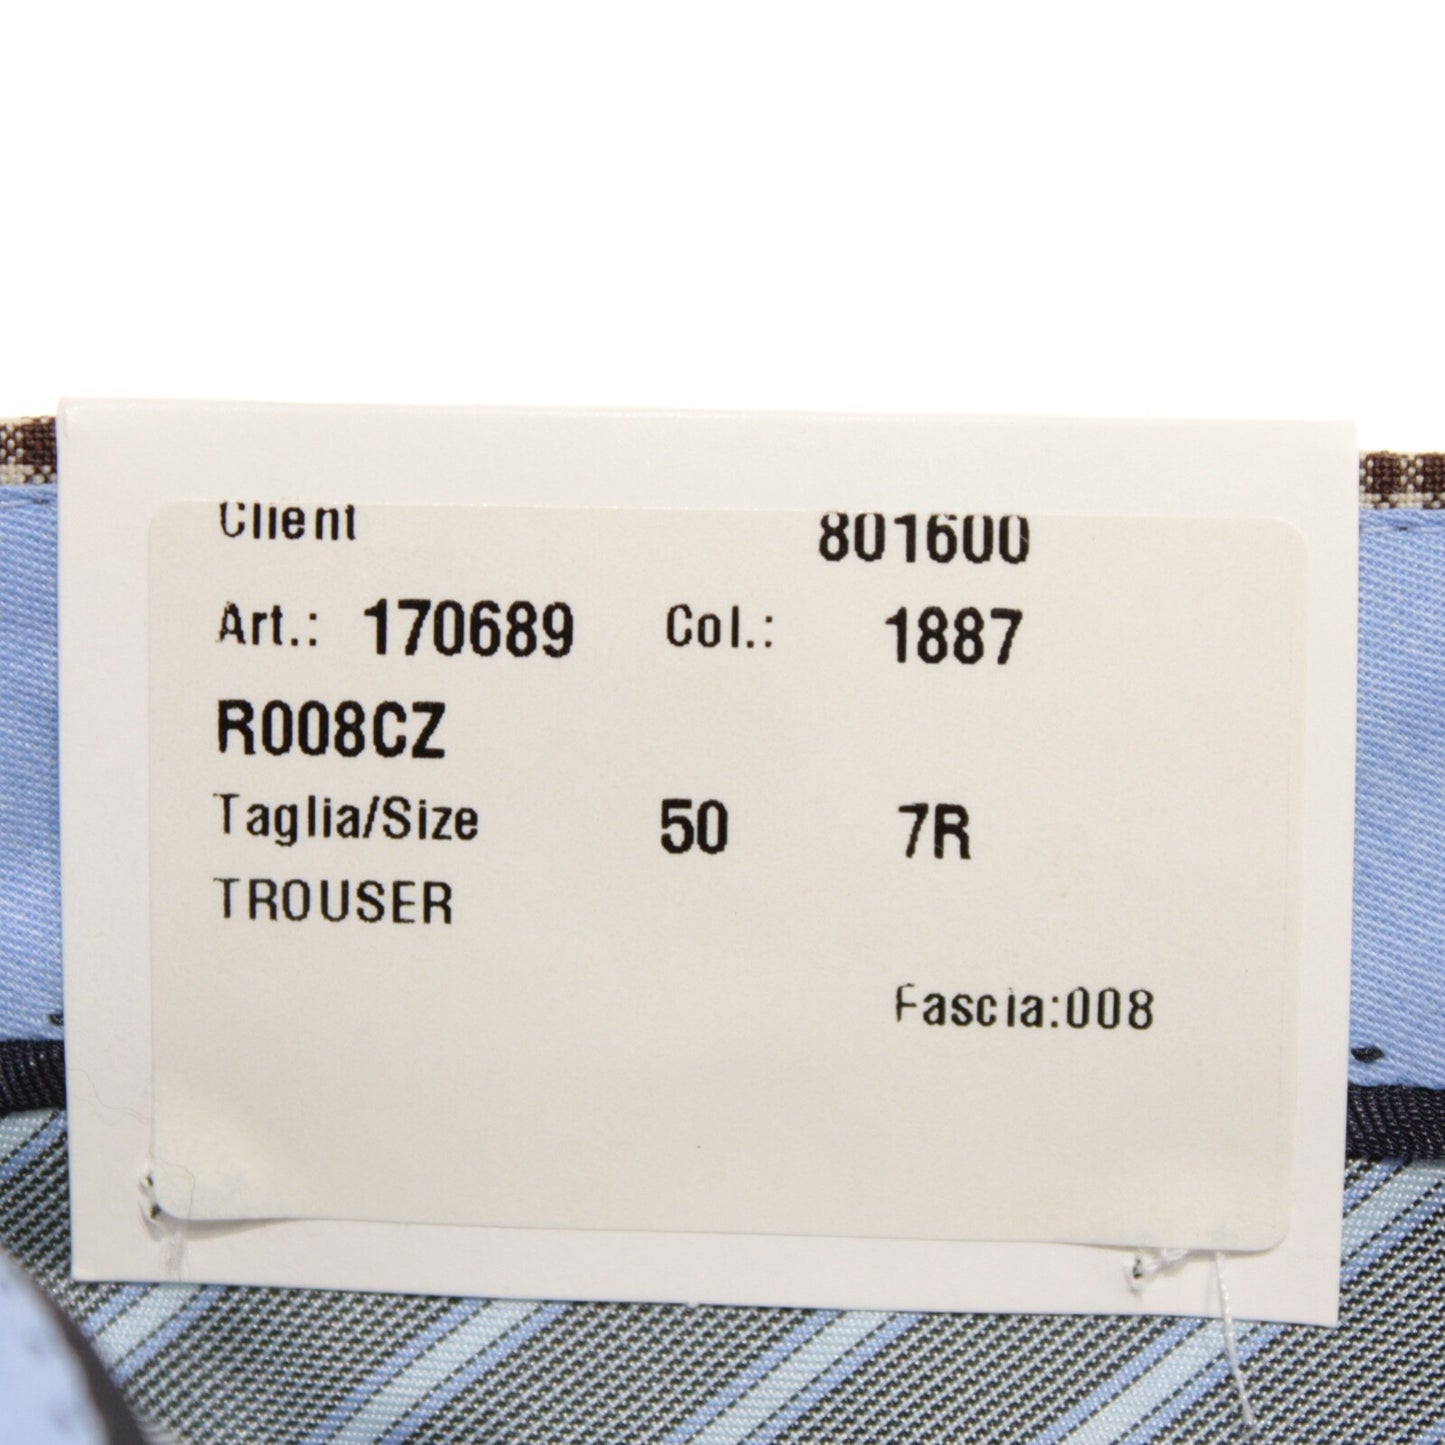 Client 801600
Art.: 170689 Col.: 1887
R008CZ
Taglia/Size 50 7R
TROUSER
Fascia:008